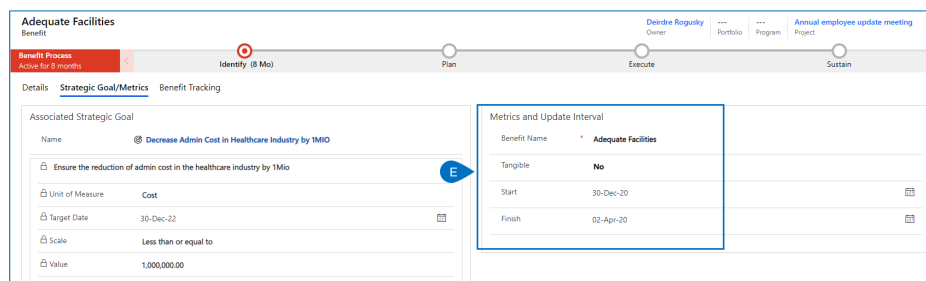 Adequate Facilities
Benefit
Deirdre Rogusky
Owner
---
Portfolio
---
Program
Annual employee update meeting
Project
Benefit Process
Active for 8 months
Identify (8 Mo)
Plan
Execute
Sustain
Details Strategic Goal/Metrics Benefit Tracking
Associated Strategic Goal
Name Decrease Admin Cost in Healthcare Industry by 1MIO
Ensure the reduction of admin cost in the healthcare industry by 1Mio
Unit of Measure Cost
Target Date 30-Dec-22
Scale Less than or equal to
Value 1,000,000.00
E
Metrics and Update Interval
Benefit Name * Adequate Facilities
Tangible No
Start 30-Dec-20
Finish 02-Apr-20